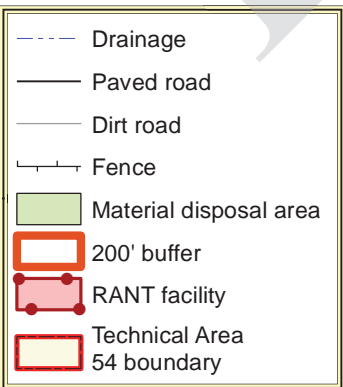 Drainage
Paved road
Dirt road
Fence
Material disposal area
200' buffer
RANT facility
Technical Area
54 boundary